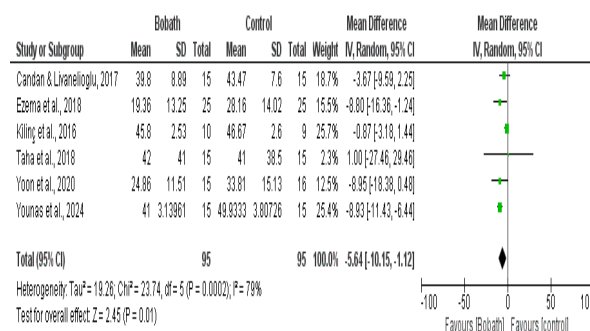 Bobath Control Mean Difference Mean Difference
Study or Subgroup Mean SD Total Mean SD Total Weight IV, Random, 95% CI IV, Random, 95% CI
Candan & Livanelioglu, 2017 39.8 8.89 15 43.47 7.6 15 18.7% -3.67 [-9.59, 2.25]
Ezema et al., 2018 19.36 13.25 25 28.16 14.02 25 15.7% -8.80 [-16.36, -1.24]
Kilinç et al., 2016 45.8 2.53 10 46.67 2.6 9 25.7% -0.87 [-3.18, 1.44]
Taha et al., 2018 42 41 15 41 38.5 15 2.3% 1.00 [-27.46, 29.46]
Yoon et al., 2020 24.86 11.51 15 33.81 15.13 16 12.2% -8.95 [-18.38, 0.48]
Younas et al., 2024 41 3.13961 15 49.9333 3.80726 15 25.4% -8.93 [-11.43, -6.44]
Total (95% CI) 95 95 100.0% -5.64 [-10.15, -1.12]
Heterogeneity: Tau² = 19.26; Chi² = 23.74, df = 5 (P = 0.0002); I² = 79%
Test for overall effect: Z = 2.45 (P = 0.01)
-100 -50 0 50 100
Favours [Bobath] Favours [control]